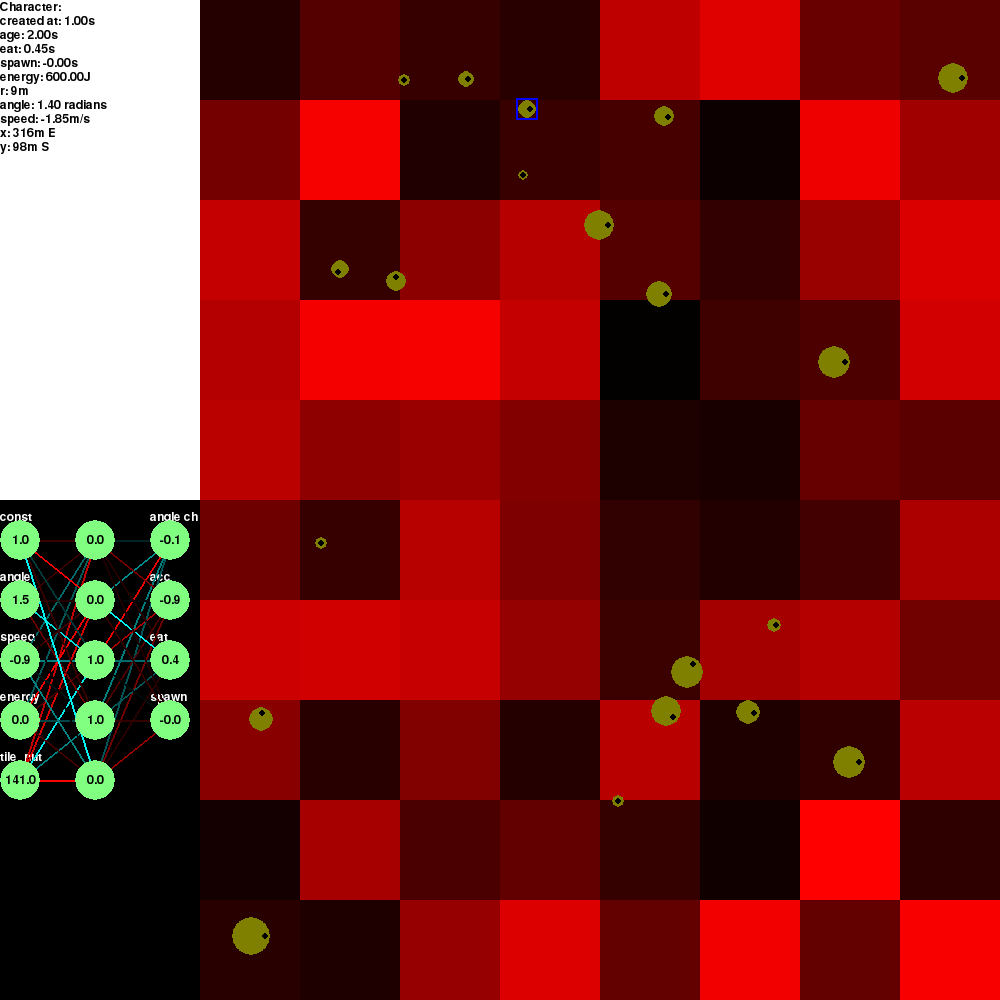 Character:
created at: 1.00s
age: 2.00s
eat: 0.45s
spawn: -0.00s
energy: 600.00J
r: 9m
angle: 1.40 radians
speed: -1.85m/s
x: 316m E
y: 98m S
const
angle ch
1.0
0.0
-0.1
angle
acc
1.5
0.0
-0.9
speed
eat
-0.9
1.0
0.4
energy
spawn
0.0
1.0
-0.0
141.0
0.0